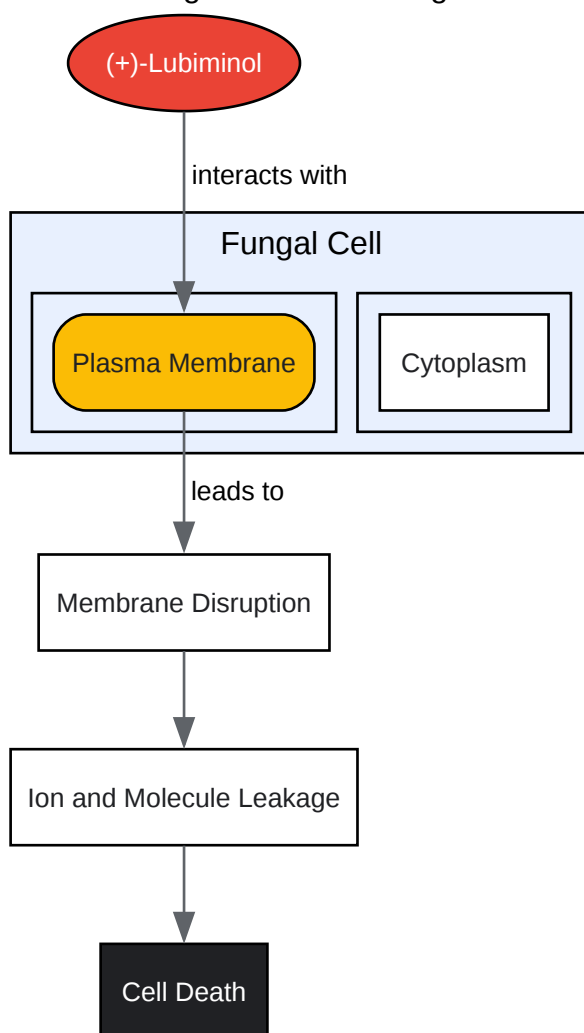 (+)-Lubiminol
interacts with
Fungal Cell
Plasma Membrane
Cytoplasm
leads to
Membrane Disruption
Ion and Molecule Leakage
Cell Death